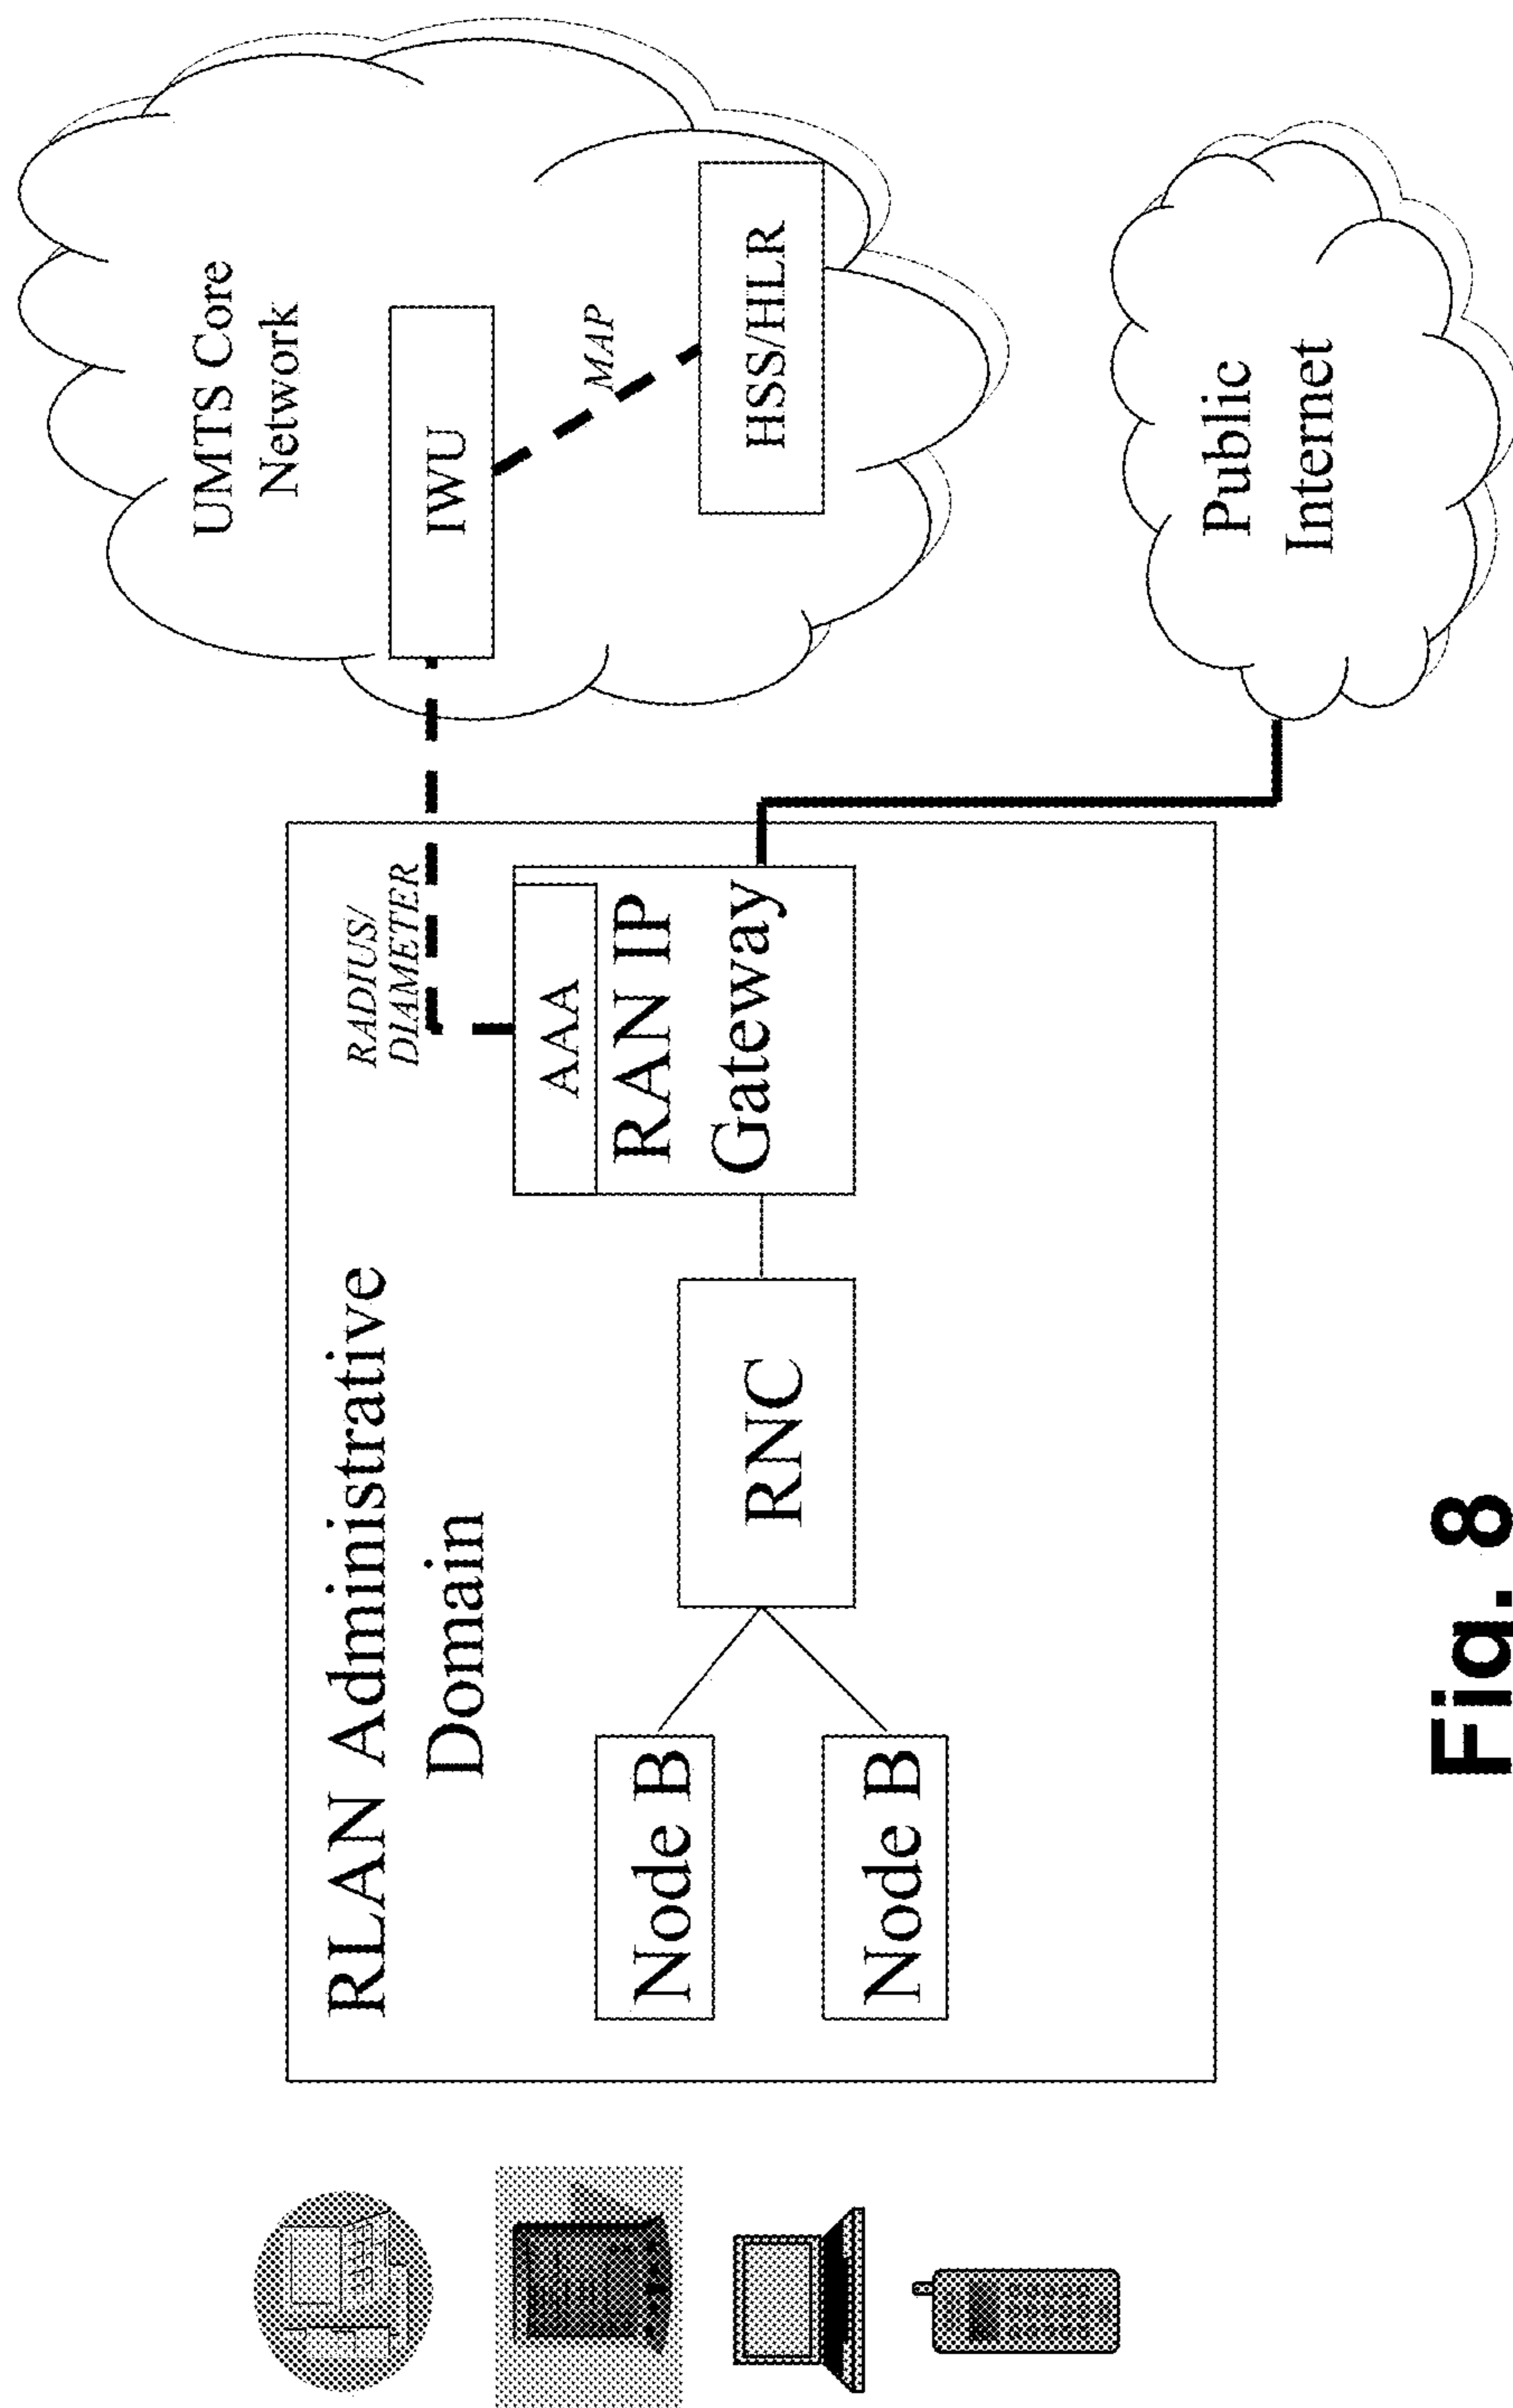 RLAN Administrative
Domain
Node B
Node B
RNC
AAA
RAN IP
Gateway
RADIUS/
DIAMETER
UMTS Core
Network
IWU
MAP
HSS/HLR
Public
Internet
Fig. 8